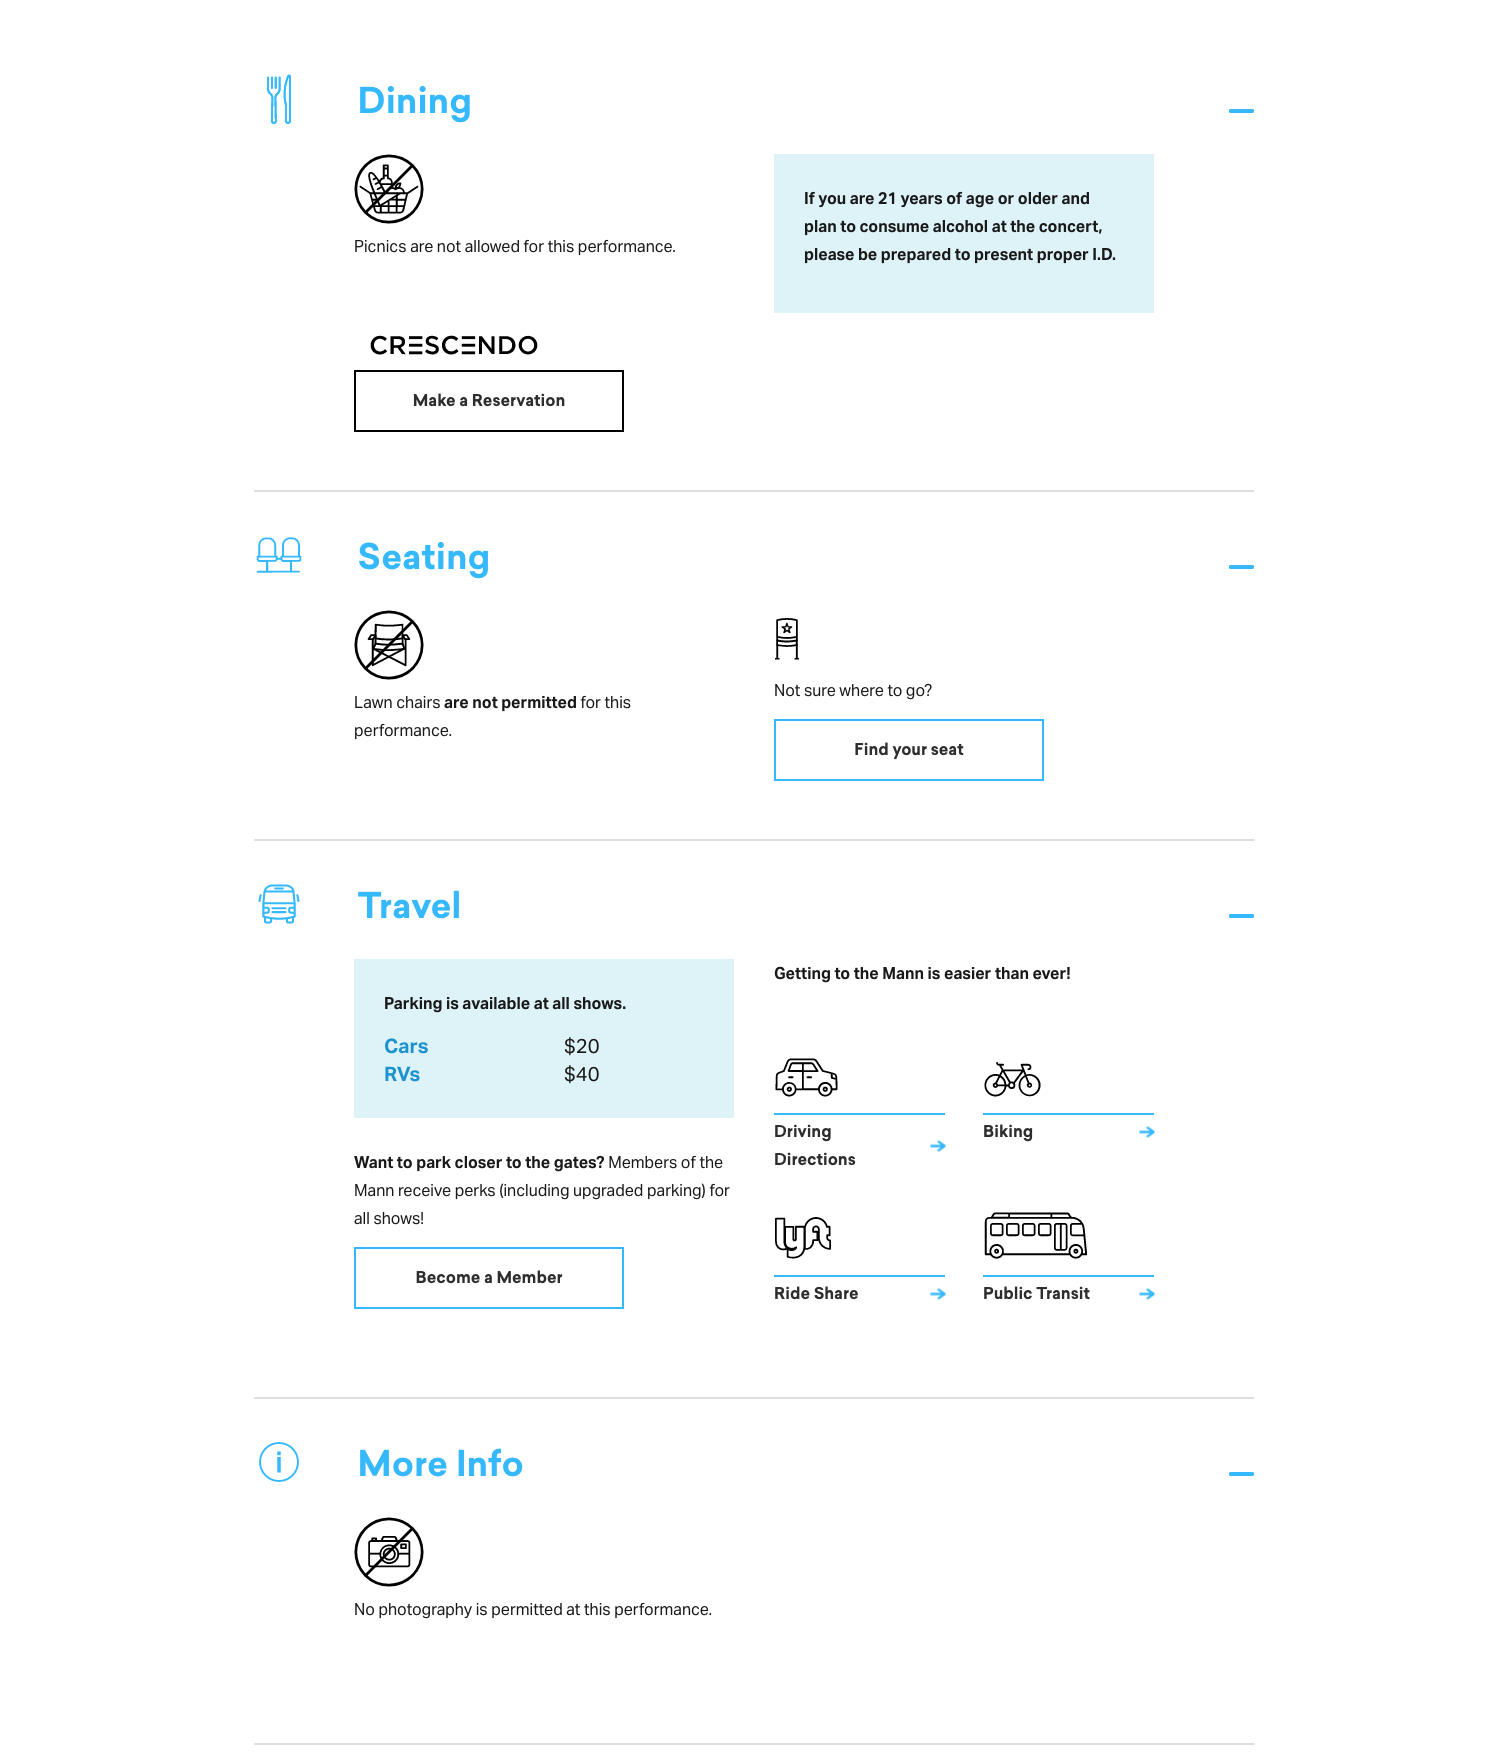 Dining
Picnics are not allowed for this performance.
If you are 21 years of age or older and
plan to consume alcohol at the concert,
please be prepared to present proper I.D.
CRESCENDO
Make a Reservation
Seating
Lawn chairs are not permitted for this
performance.
Not sure where to go?
Find your seat
Travel
Parking is available at all shows.
Cars $20
RVs $40
Want to park closer to the gates? Members of the
Mann receive perks (including upgraded parking) for
all shows!
Become a Member
Getting to the Mann is easier than ever!
Driving
Directions
Biking
lyft
Ride Share
Public Transit
More Info
No photography is permitted at this performance.